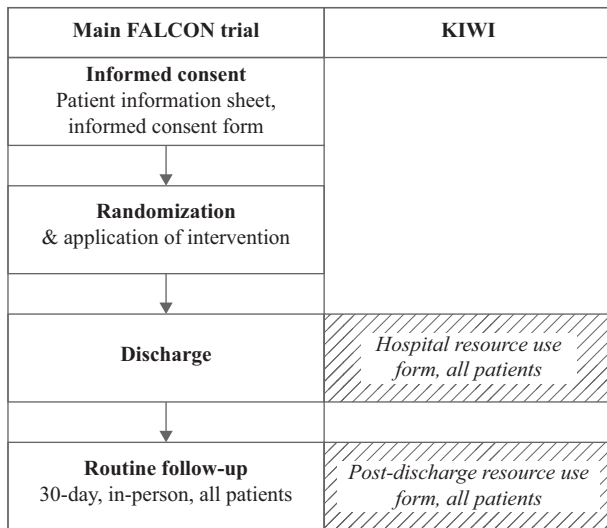 Main FALCON trial
KIWI
Informed consent
Patient information sheet,
informed consent form
Randomization
& application of intervention
Discharge
Hospital resource use
form, all patients
Routine follow-up
30-day, in-person, all patients
Post-discharge resource use
form, all patients